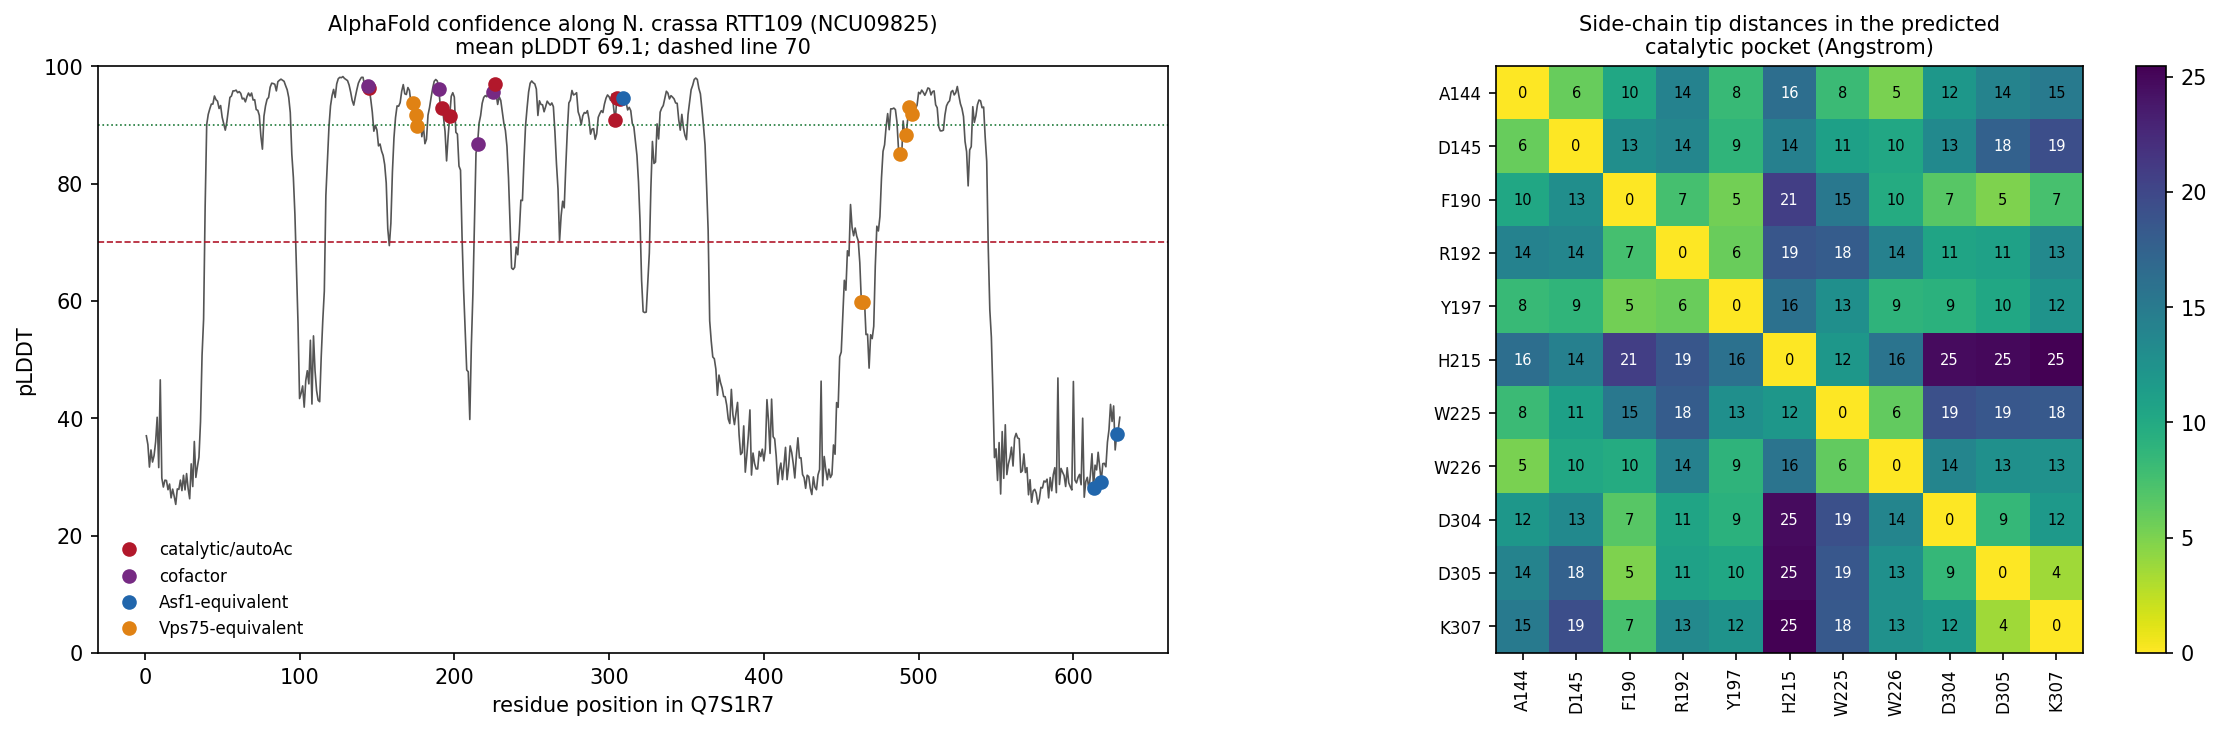 AlphaFold confidence along N. crassa RTT109 (NCU09825)
mean pLDDT 69.1; dashed line 70
pLDDT
100
80
60
40
20
0
catalytic/autoAc
cofactor
Asf1-equivalent
Vps75-equivalent
0 100 200 300 400 500 600
residue position in Q7S1R7
Side-chain tip distances in the predicted
catalytic pocket (Angstrom)
A144 0 6 10 14 8 16 8 5 12 14 15
D145 6 0 13 14 9 14 11 10 13 18 19
F190 10 13 0 7 5 21 15 10 7 5 7
R192 14 14 7 0 6 19 18 14 11 11 13
Y197 8 9 5 6 0 16 13 9 9 10 12
H215 16 14 21 19 16 0 12 16 25 25 25
W225 8 11 15 18 13 12 0 6 19 19 18
W226 5 10 10 14 9 16 6 0 14 13 13
D304 12 13 7 11 9 25 19 14 0 9 12
D305 14 18 5 11 10 25 19 13 9 0 4
K307 15 19 7 13 12 25 18 13 12 4 0
A144 D145 F190 R192 Y197 H215 W225 W226 D304 D305 K307
25
20
15
10
5
0